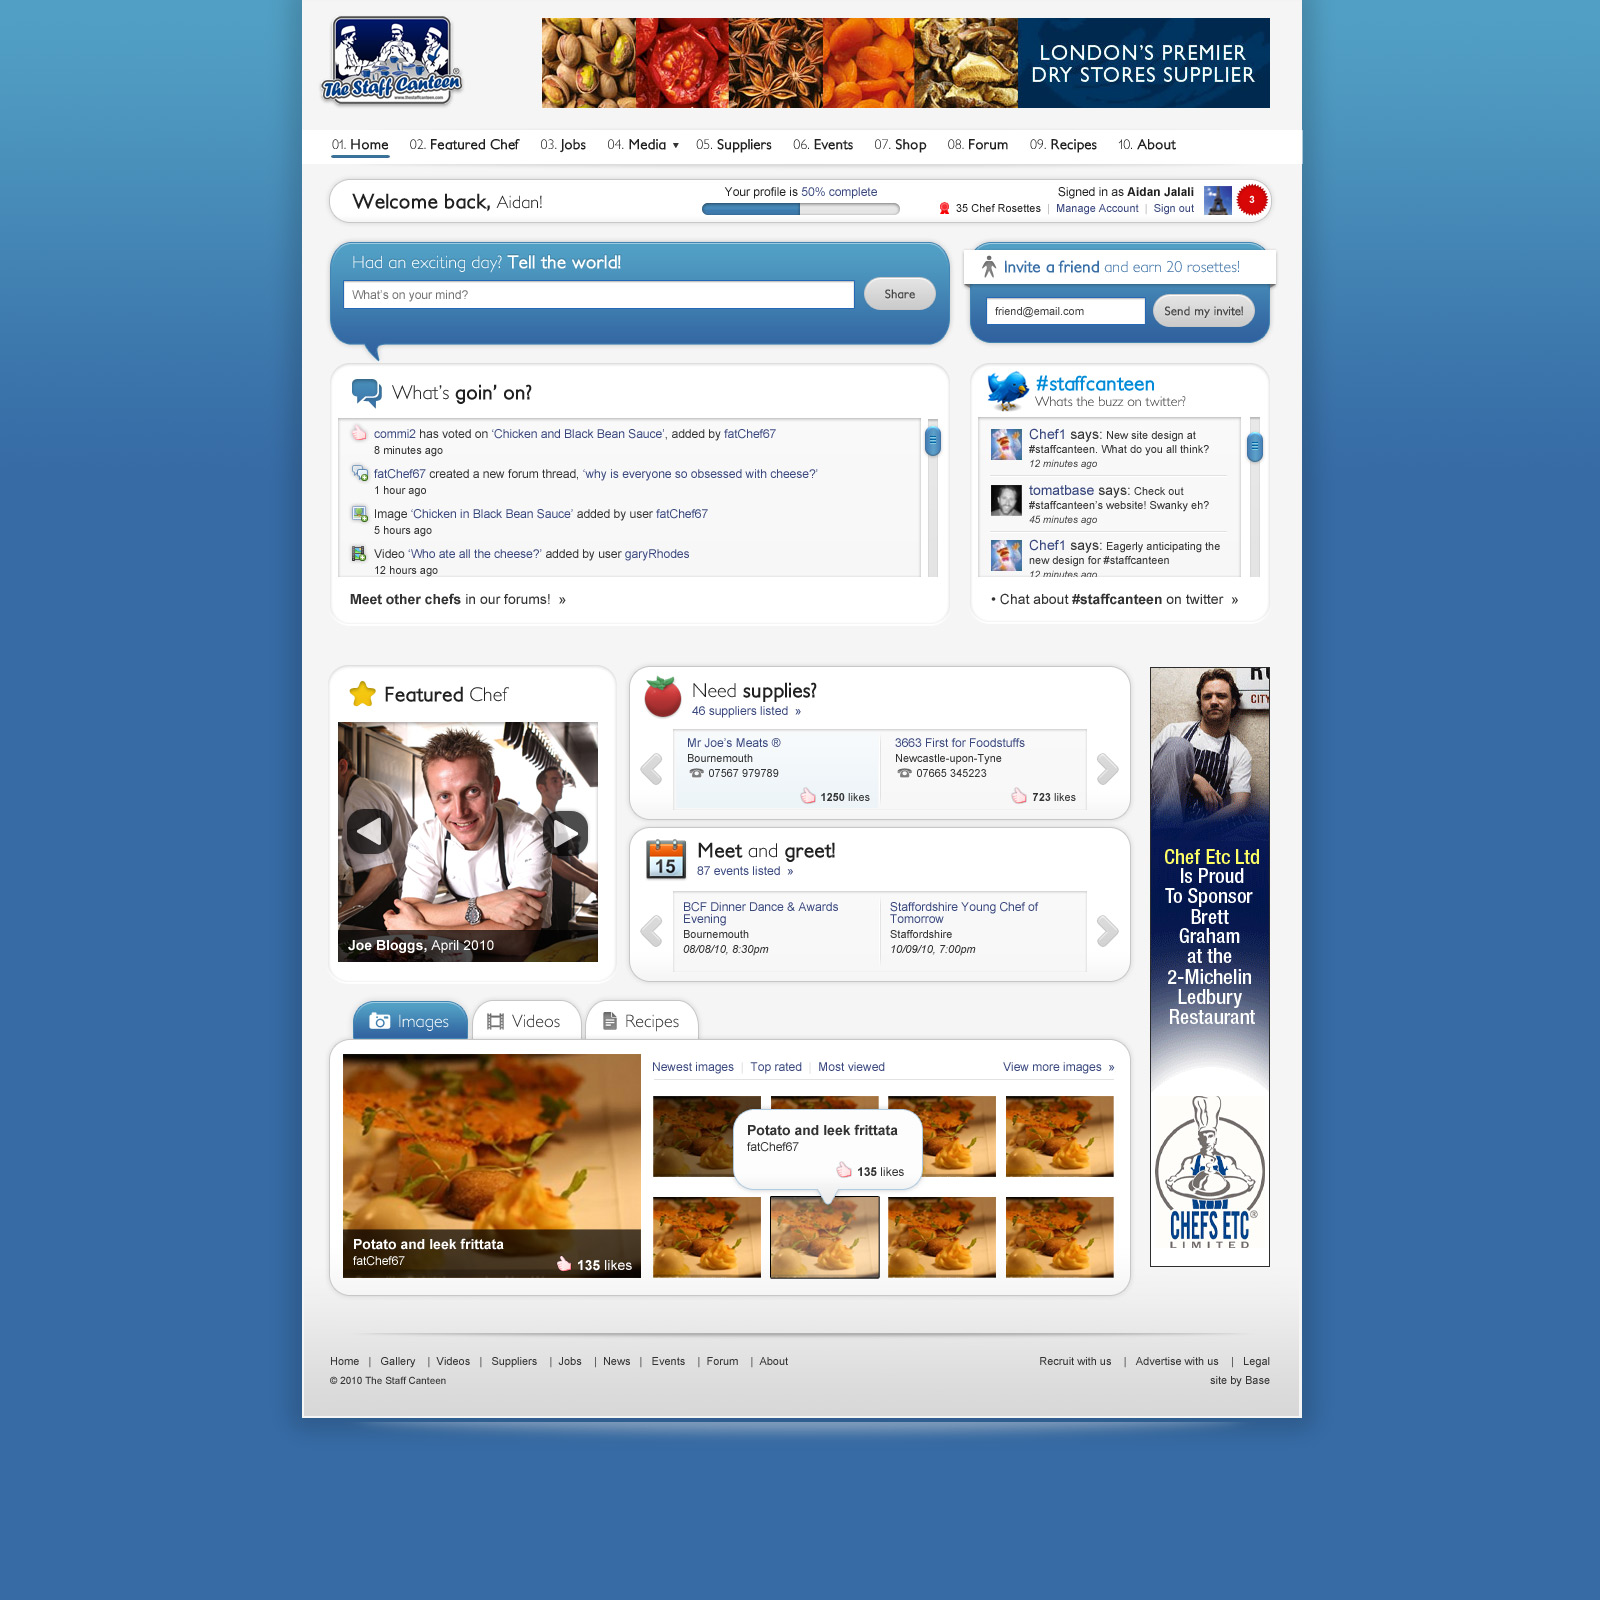 The Staff Canteen®
www.thestaffcanteen.com
LONDON'S PREMIER
DRY STORES SUPPLIER
01. Home 02. Featured Chef 03. Jobs 04. Media 05. Suppliers 06. Events 07. Shop 08. Forum 09. Recipes 10. About
Welcome back, Aidan!
Your profile is 50% complete
Signed in as Aidan Jalali
35 Chef Rosettes | Manage Account | Sign out
3
Had an exciting day? Tell the world!
What's on your mind?
Share
Invite a friend and earn 20 rosettes!
friend@email.com
Send my invite!
What's goin' on?
commi2 has voted on 'Chicken and Black Bean Sauce', added by fatChef67
8 minutes ago
fatChef67 created a new forum thread, 'why is everyone so obsessed with cheese?'
1 hour ago
Image 'Chicken in Black Bean Sauce' added by user fatChef67
5 hours ago
Video 'Who ate all the cheese?' added by user garyRhodes
12 hours ago
Meet other chefs in our forums! »
#staffcanteen
Whats the buzz on twitter?
Chef1 says: New site design at
#staffcanteen. What do you all think?
12 minutes ago
tomatbase says: Check out
#staffcanteen's website! Swanky eh?
45 minutes ago
Chef1 says: Eagerly anticipating the
new design for #staffcanteen
12 minutes ago
• Chat about #staffcanteen on twitter »
Featured Chef
Joe Bloggs, April 2010
Need supplies?
46 suppliers listed »
Mr Joe's Meats ®
Bournemouth
07567 979789
1250 likes
3663 First for Foodstuffs
Newcastle-upon-Tyne
07665 345223
723 likes
15
Meet and greet!
87 events listed »
BCF Dinner Dance & Awards
Evening
Bournemouth
08/08/10, 8:30pm
Staffordshire Young Chef of
Tomorrow
Staffordshire
10/09/10, 7:00pm
CITY
Chef Etc Ltd
Is Proud
To Sponsor
Brett
Graham
at the
2-Michelin
Ledbury
Restaurant
CHEFS ETC®
LIMITED
Images Videos Recipes
Newest images | Top rated | Most viewed
View more images »
Potato and leek frittata
fatChef67
135 likes
Potato and leek frittata
fatChef67
135 likes
Home | Gallery | Videos | Suppliers | Jobs | News | Events | Forum | About
Recruit with us | Advertise with us | Legal
© 2010 The Staff Canteen
site by Base